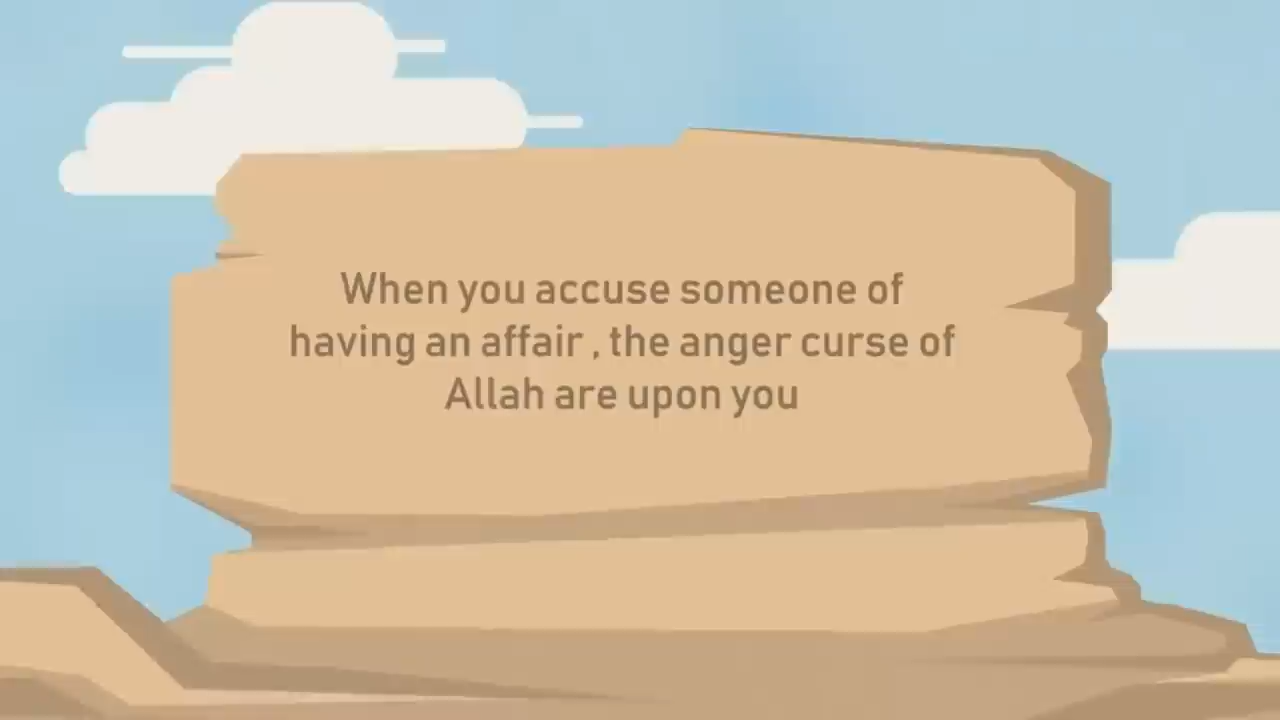 When you accuse someone of
having an affair , the anger curse of
Allah are upon you